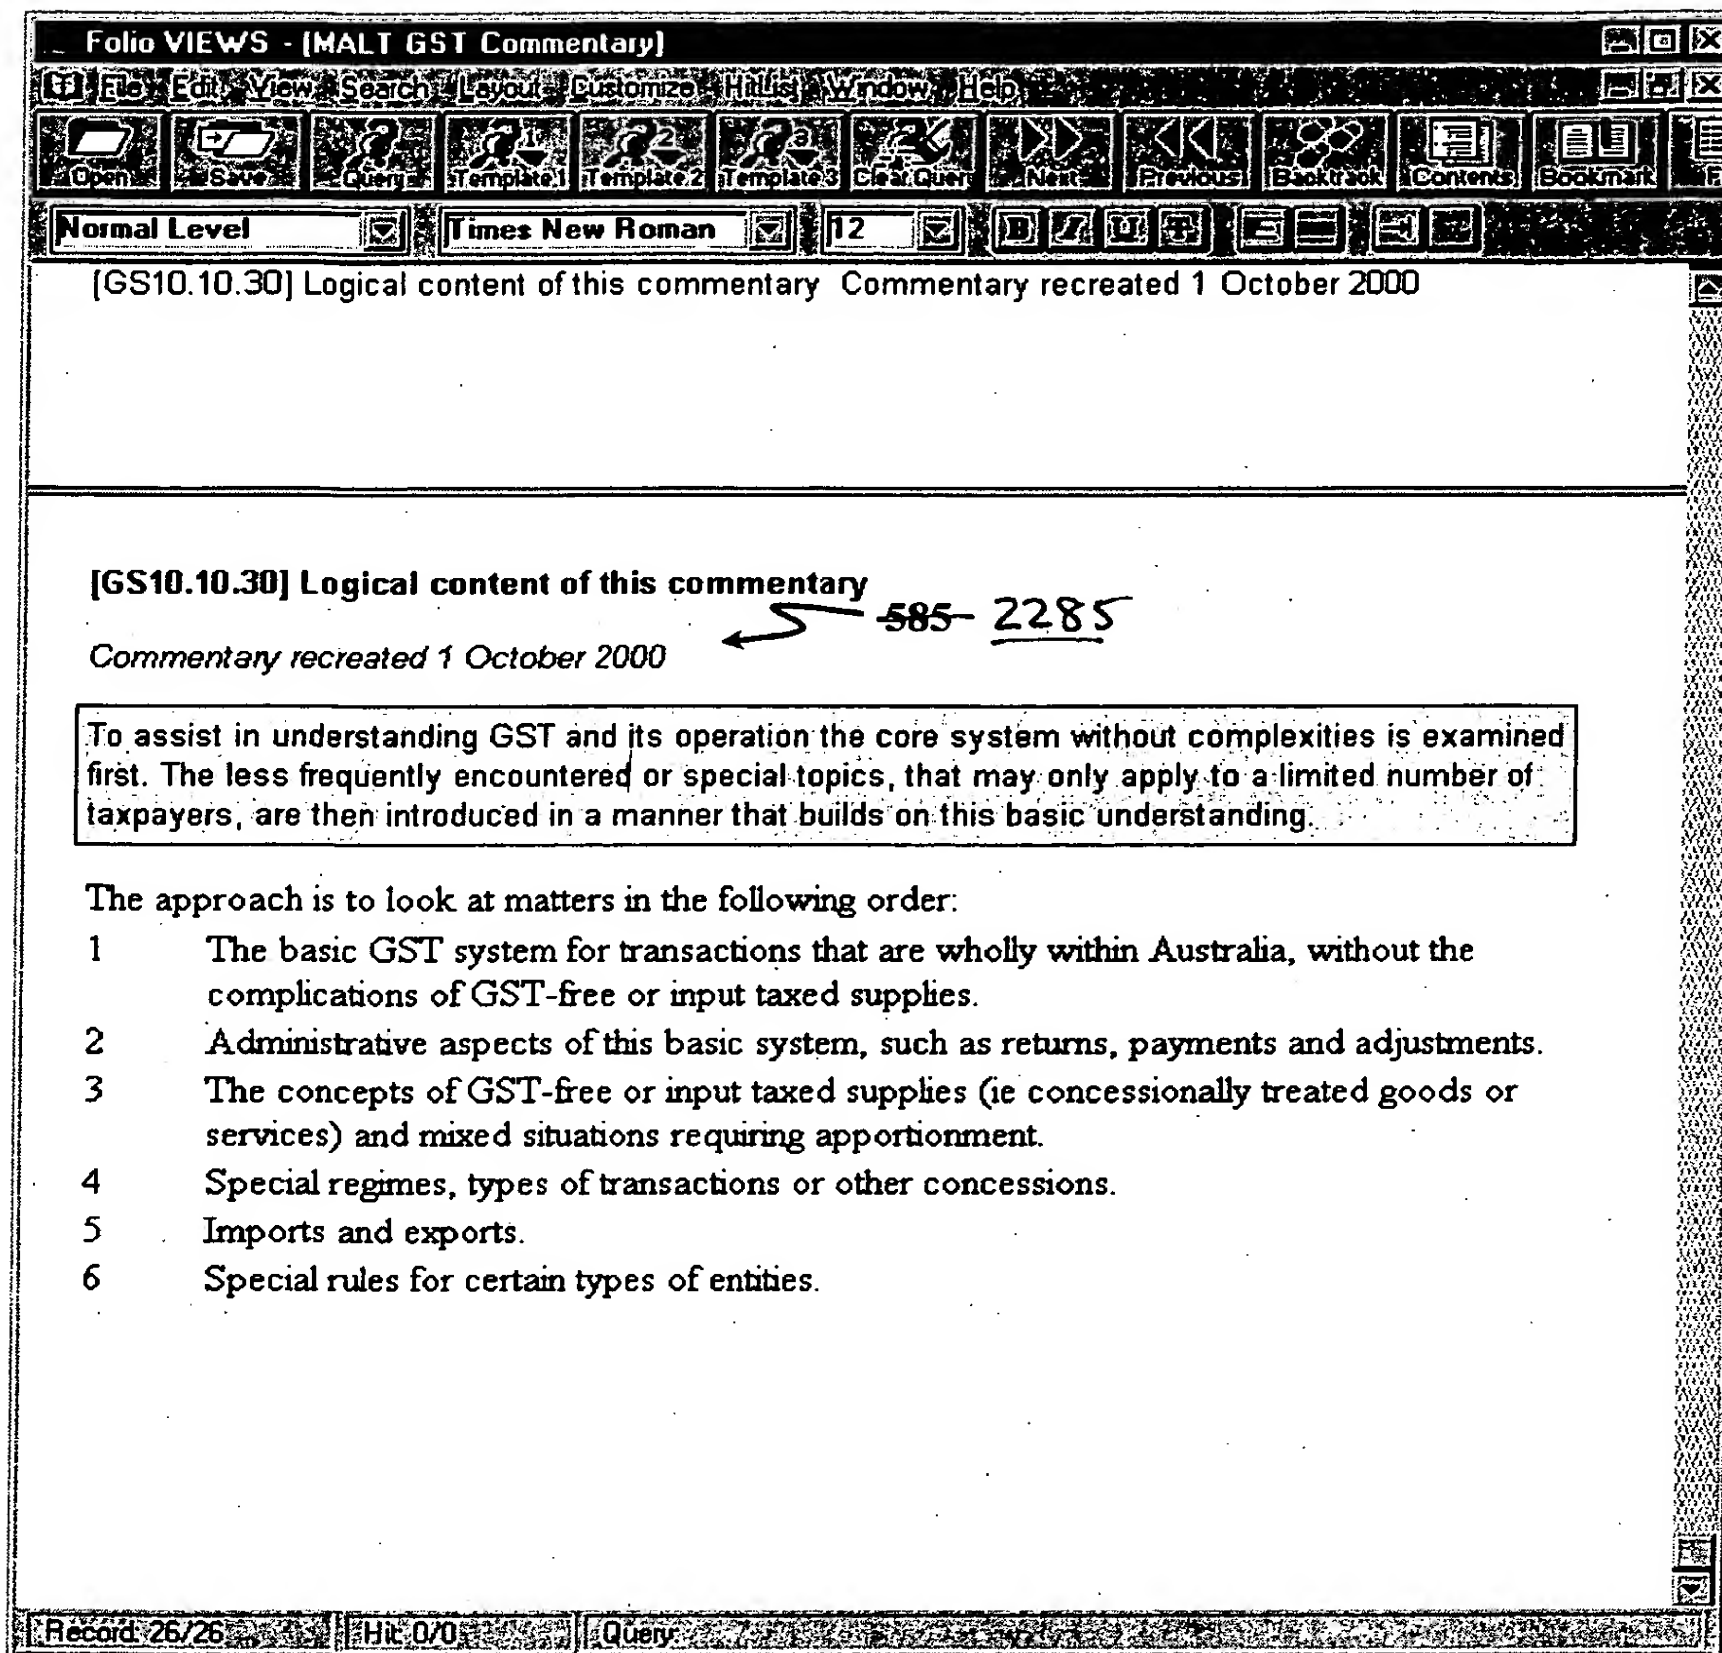 Folio VIEWS - [MALT GST Commentary]
File Edit View Search Layout Customize HitList Window Help
Open Save Query Template 1 Template 2 Template 3 Clear Query Next Previous Backtrack Contents Bookmark
Normal Level Times New Roman 12 B I U T
[GS10.10.30] Logical content of this commentary Commentary recreated 1 October 2000
[GS10.10.30] Logical content of this commentary
585 2285
Commentary recreated 1 October 2000
To assist in understanding GST and its operation the core system without complexities is examined
first. The less frequently encountered or special topics, that may only apply to a limited number of
taxpayers, are then introduced in a manner that builds on this basic understanding.
The approach is to look at matters in the following order:
1 The basic GST system for transactions that are wholly within Australia, without the
complications of GST-free or input taxed supplies.
2 Administrative aspects of this basic system, such as returns, payments and adjustments.
3 The concepts of GST-free or input taxed supplies (ie concessionally treated goods or
services) and mixed situations requiring apportionment.
4 Special regimes, types of transactions or other concessions.
5 Imports and exports.
6 Special rules for certain types of entities.
Record: 26/26 Hit: 0/0 Query: